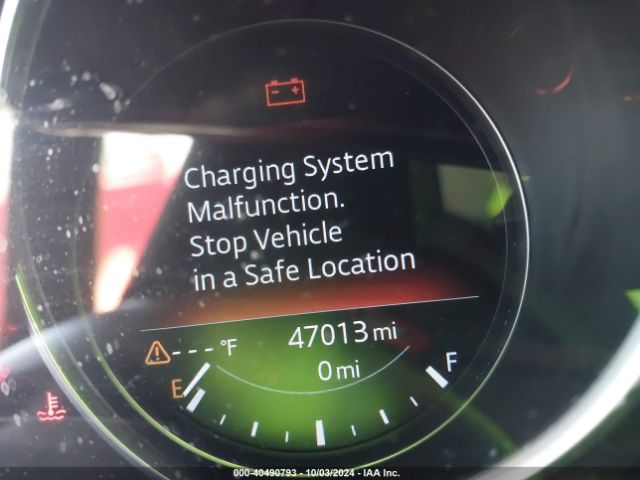 Charging System
Malfunction.
Stop Vehicle
in a Safe Location
--- °F 47013 mi
0 mi
E F
000-40490793 - 10/03/2024 - IAA Inc.